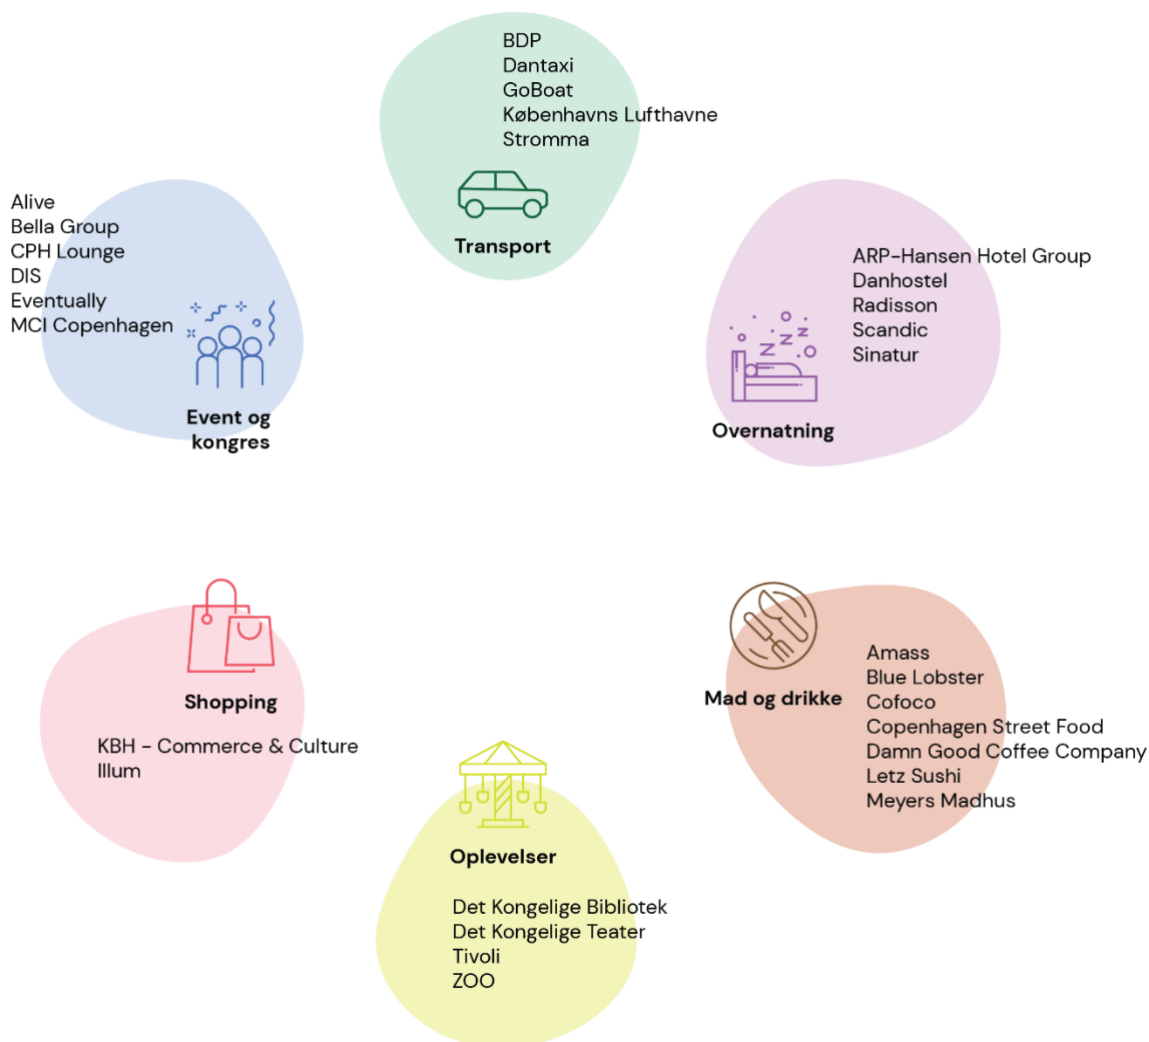 BDP
Dantaxi
GoBoat
Københavns Lufthavne
Stromma
Transport
Alive
Bella Group
CPH Lounge
DIS
Eventually
MCI Copenhagen
Event og
kongres
ARP-Hansen Hotel Group
Danhostel
Radisson
Scandic
Sinatur
Overnatning
Shopping
KBH - Commerce & Culture
Illum
Mad og drikke
Amass
Blue Lobster
Cofoco
Copenhagen Street Food
Damn Good Coffee Company
Letz Sushi
Meyers Madhus
Oplevelser
Det Kongelige Bibliotek
Det Kongelige Teater
Tivoli
ZOO